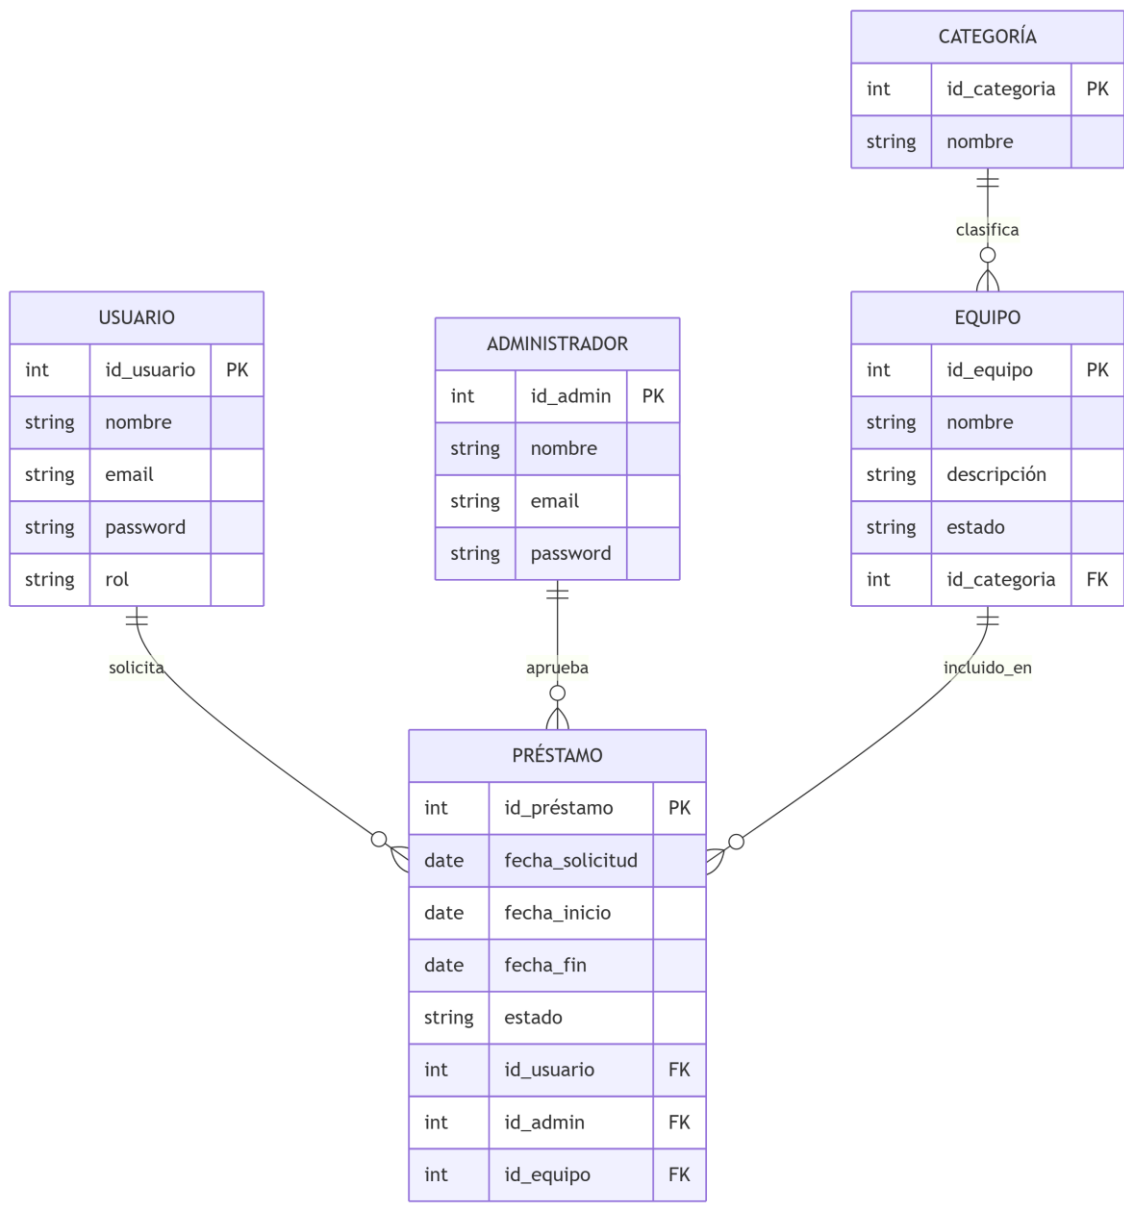 CATEGORÍA
int id_categoria PK
string nombre
clasifica
USUARIO
int id_usuario PK
string nombre
string email
string password
string rol
ADMINISTRADOR
int id_admin PK
string nombre
string email
string password
EQUIPO
int id_equipo PK
string nombre
string descripción
string estado
int id_categoria FK
solicita
aprueba
incluido_en
PRÉSTAMO
int id_préstamo PK
date fecha_solicitud
date fecha_inicio
date fecha_fin
string estado
int id_usuario FK
int id_admin FK
int id_equipo FK